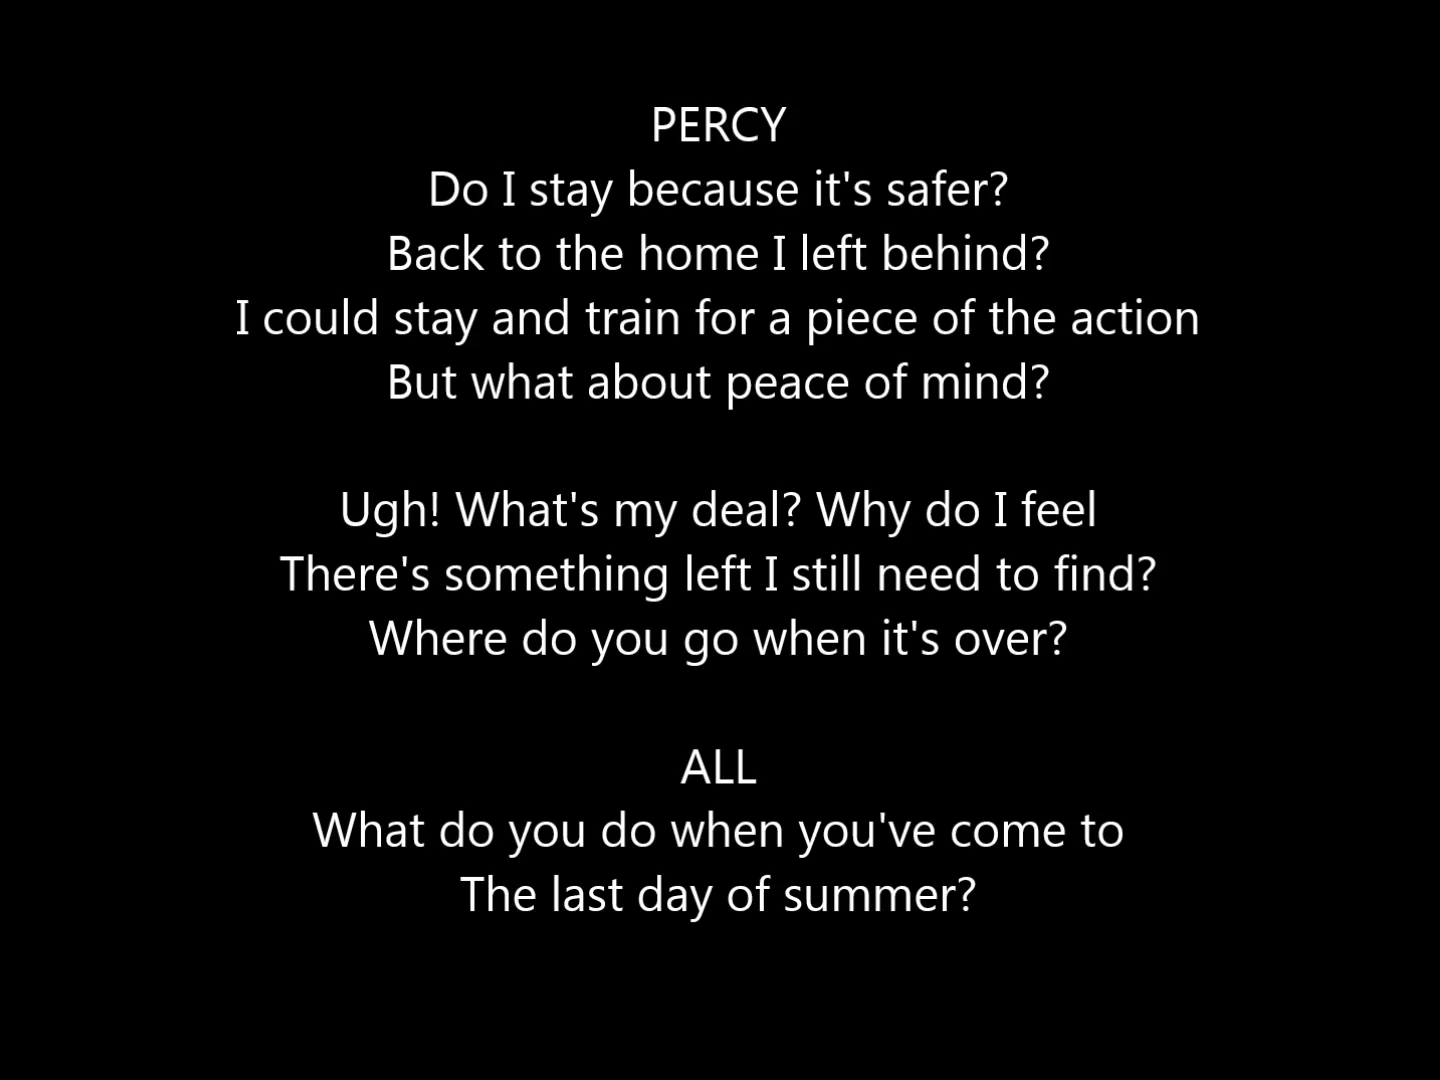 PERCY
Do I stay because it's safer?
Back to the home I left behind?
I could stay and train for a piece of the action
But what about peace of mind?
Ugh! What's my deal? Why do I feel
There's something left I still need to find?
Where do you go when it's over?
ALL
What do you do when you've come to
The last day of summer?